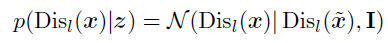 p(Dis_l(x)|z) = 𝒩(Dis_l(x)| Dis_l(x̃), I)